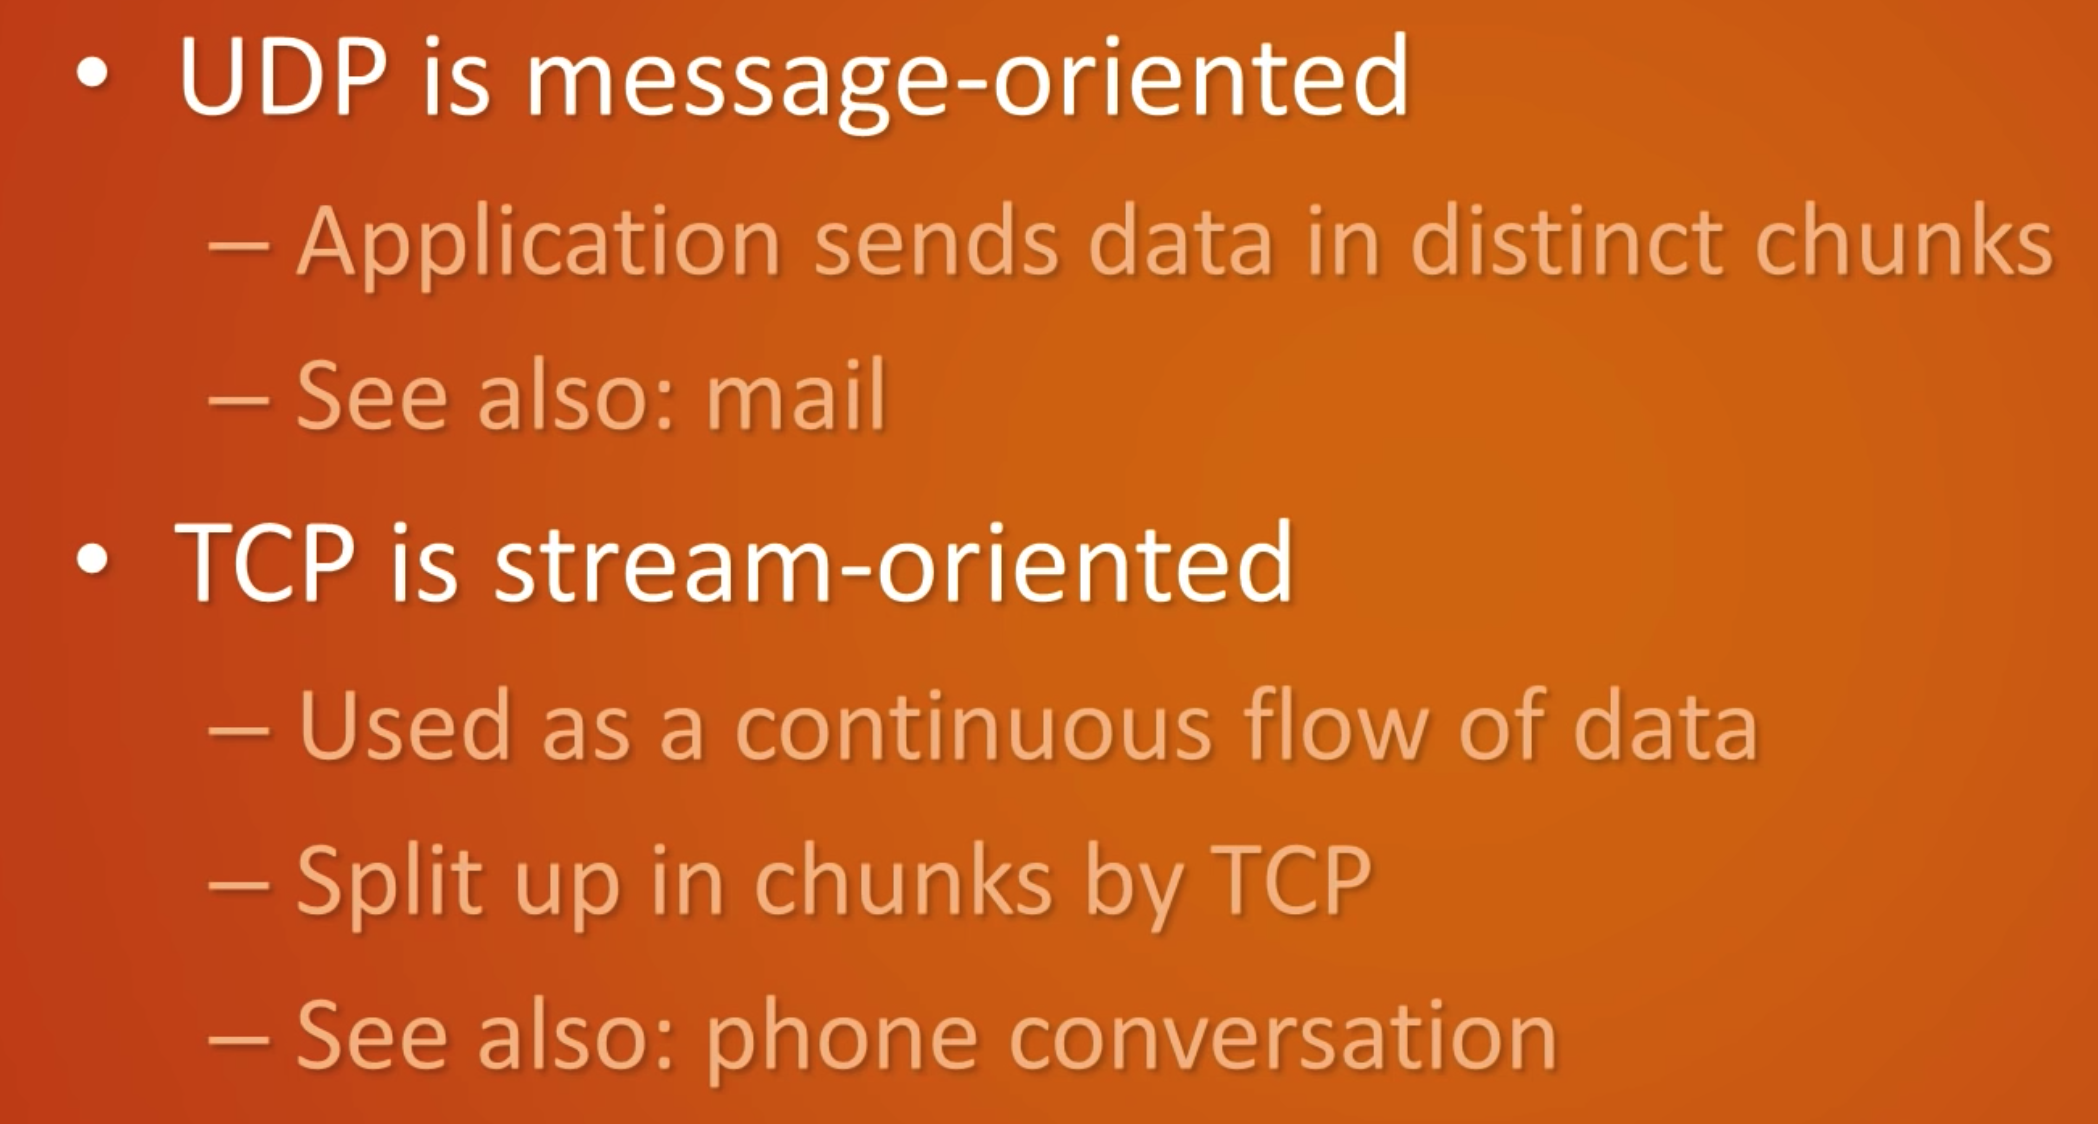 • UDP is message-oriented
– Application sends data in distinct chunks
– See also: mail
• TCP is stream-oriented
– Used as a continuous flow of data
– Split up in chunks by TCP
– See also: phone conversation